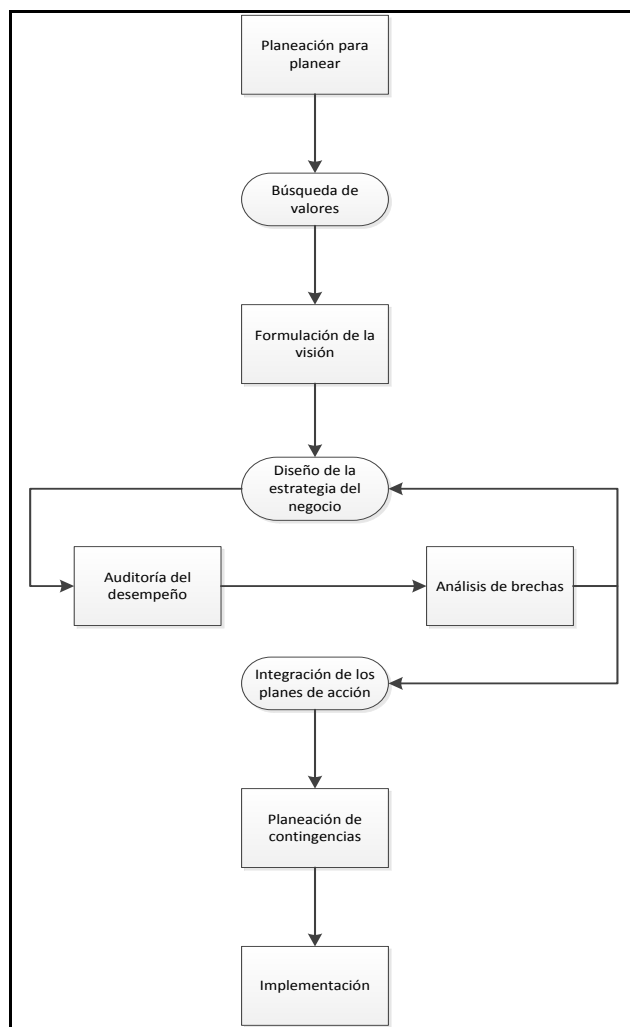 Planeación para
planear
Búsqueda de
valores
Formulación de la
visión
Diseño de la
estrategia del
negocio
Auditoría del
desempeño
Análisis de brechas
Integración de los
planes de acción
Planeación de
contingencias
Implementación